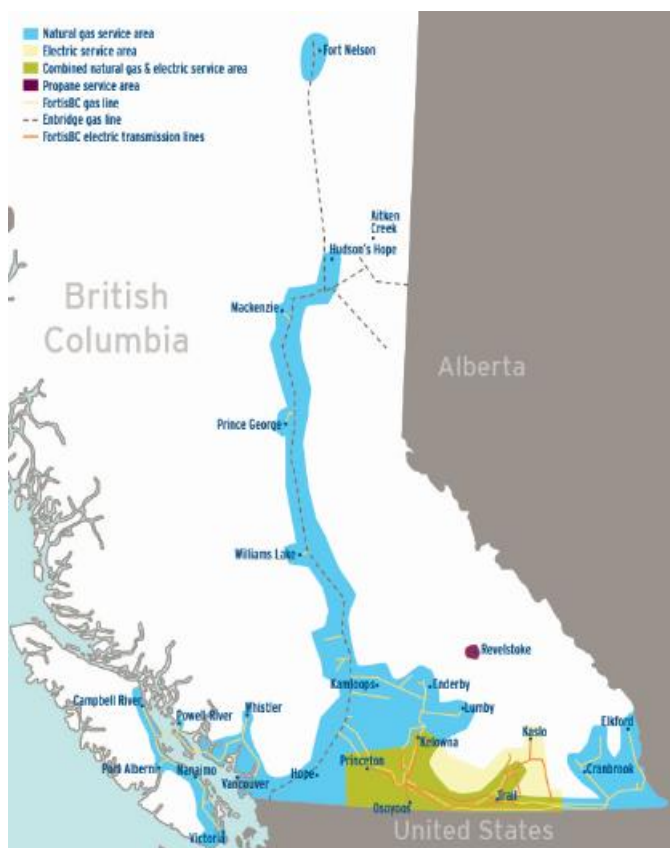 Natural gas service area
Electric service area
Combined natural gas & electric service area
Propane service area
FortisBC gas line
Enbridge gas line
FortisBC electric transmission lines
Fort Nelson
Aitken
Creek
Hudson's Hope
British
Columbia
Mackenzie
Alberta
Prince George
Williams Lake
Revelstoke
Kamloops
Enderby
Campbell River
Powell River
Whistler
Lumby
Elkford
Kaslo
Kelowna
Port Alberni
Nanaimo
Vancouver
Hope
Princeton
Cranbrook
Trail
Osoyoos
United States
Victoria